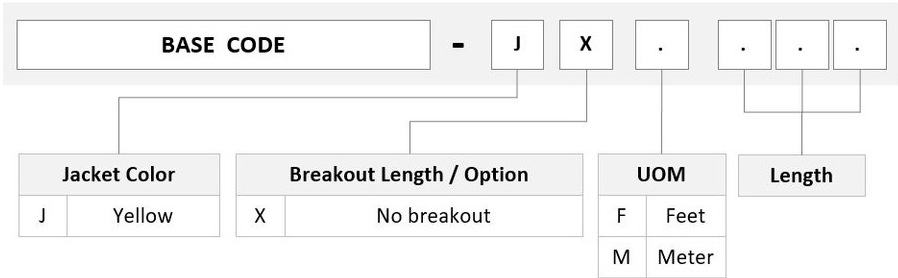 BASE CODE - J X . . . .
Jacket Color
J Yellow
Breakout Length / Option
X No breakout
UOM
F Feet
M Meter
Length